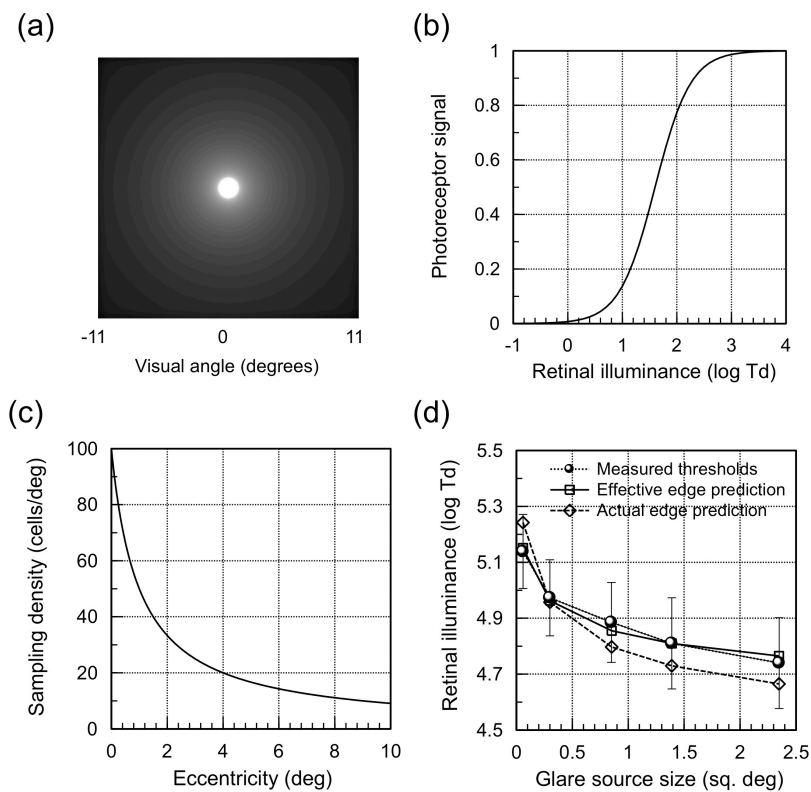 (a)
-11 0 11
Visual angle (degrees)
(b)
Photoreceptor signal
1
0.8
0.6
0.4
0.2
0
-1 0 1 2 3 4
Retinal illuminance (log Td)
(c)
Sampling density (cells/deg)
100
80
60
40
20
0
0 2 4 6 8 10
Eccentricity (deg)
(d)
Retinal illuminance (log Td)
5.5
5.3
5.1
4.9
4.7
4.5
Measured thresholds
Effective edge prediction
Actual edge prediction
0 0.5 1 1.5 2 2.5
Glare source size (sq. deg)